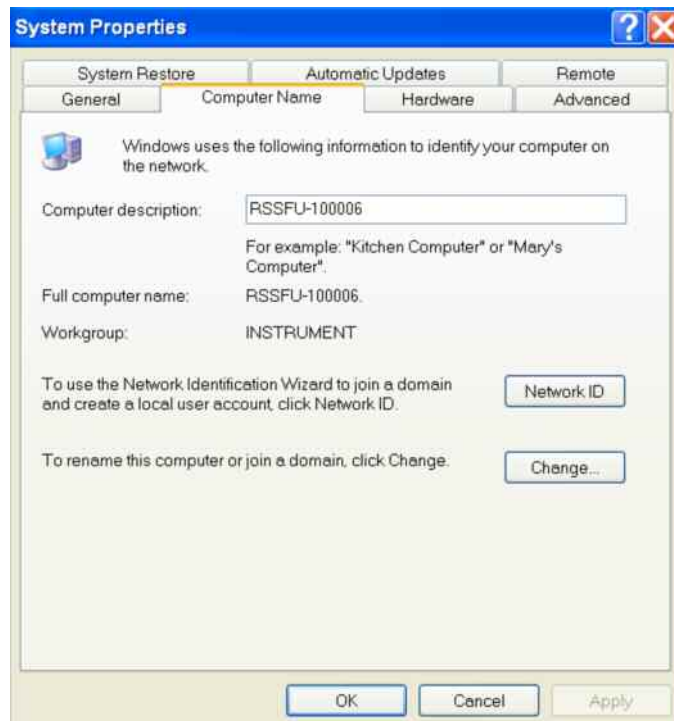 System Properties
System Restore Automatic Updates Remote
General Computer Name Hardware Advanced
Windows uses the following information to identify your computer on
the network.
Computer description: RSSFU-100006
For example: "Kitchen Computer" or "Mary's
Computer".
Full computer name: RSSFU-100006.
Workgroup: INSTRUMENT
To use the Network Identification Wizard to join a domain
and create a local user account, click Network ID.
Network ID
To rename this computer or join a domain, click Change.
Change...
OK Cancel Apply